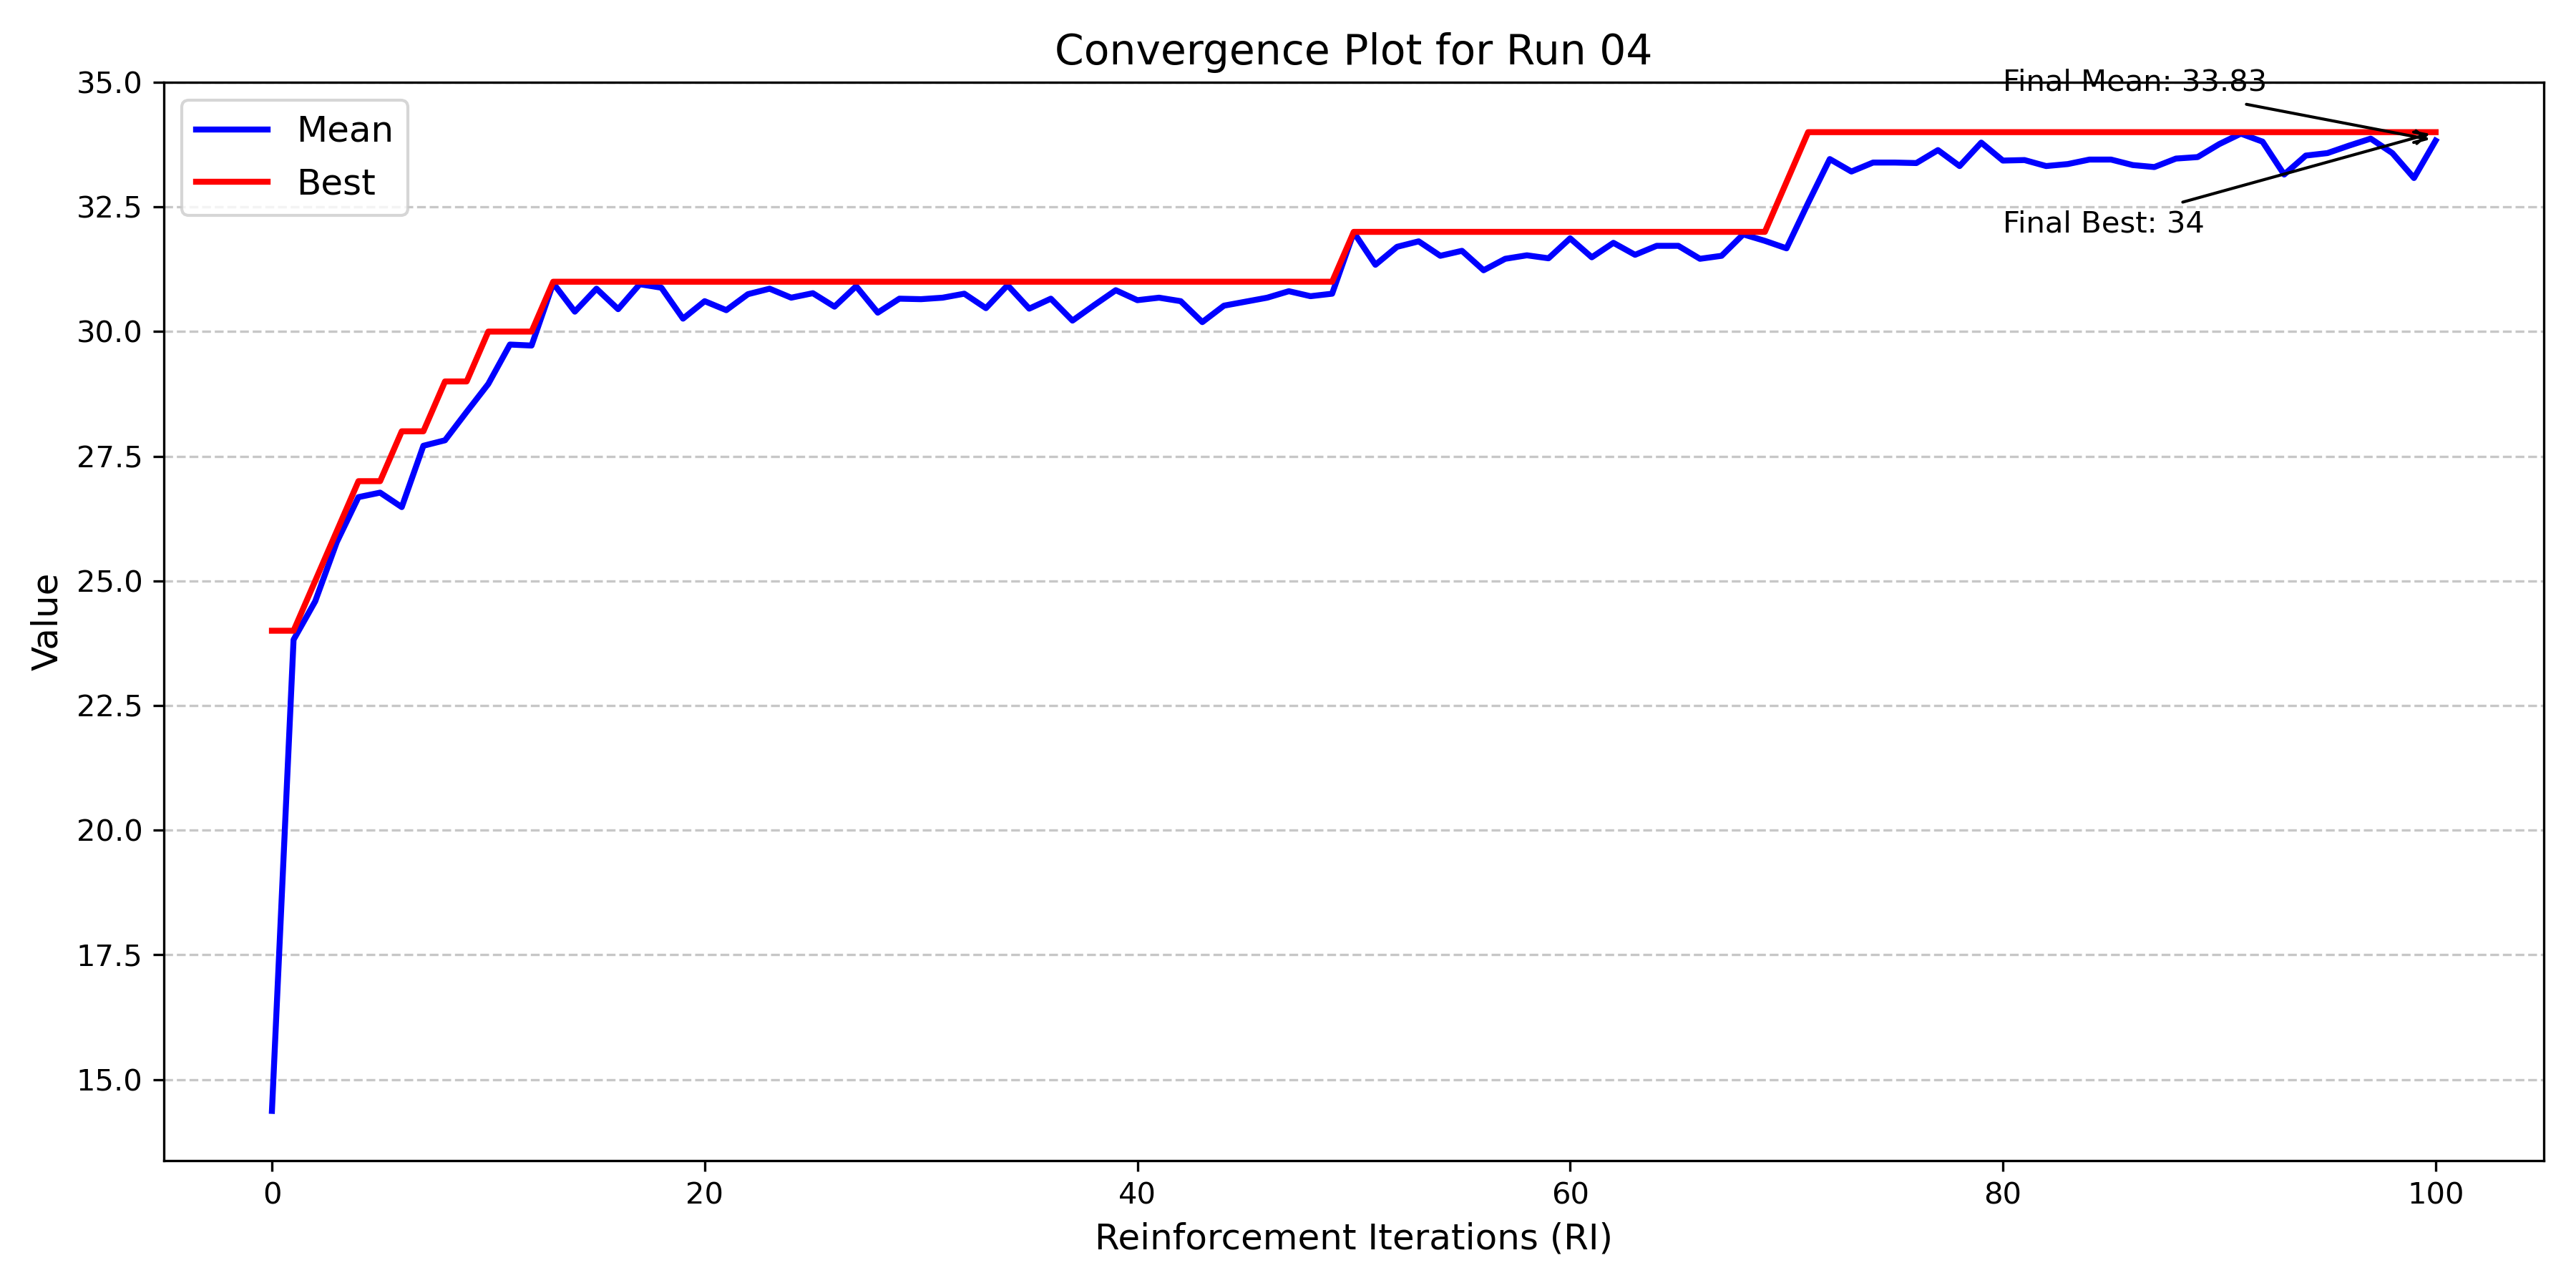 Convergence Plot for Run 04
Final Mean: 33.83
Final Best: 34
Mean
Best
Value
35.0
32.5
30.0
27.5
25.0
22.5
20.0
17.5
15.0
0 20 40 60 80 100
Reinforcement Iterations (RI)